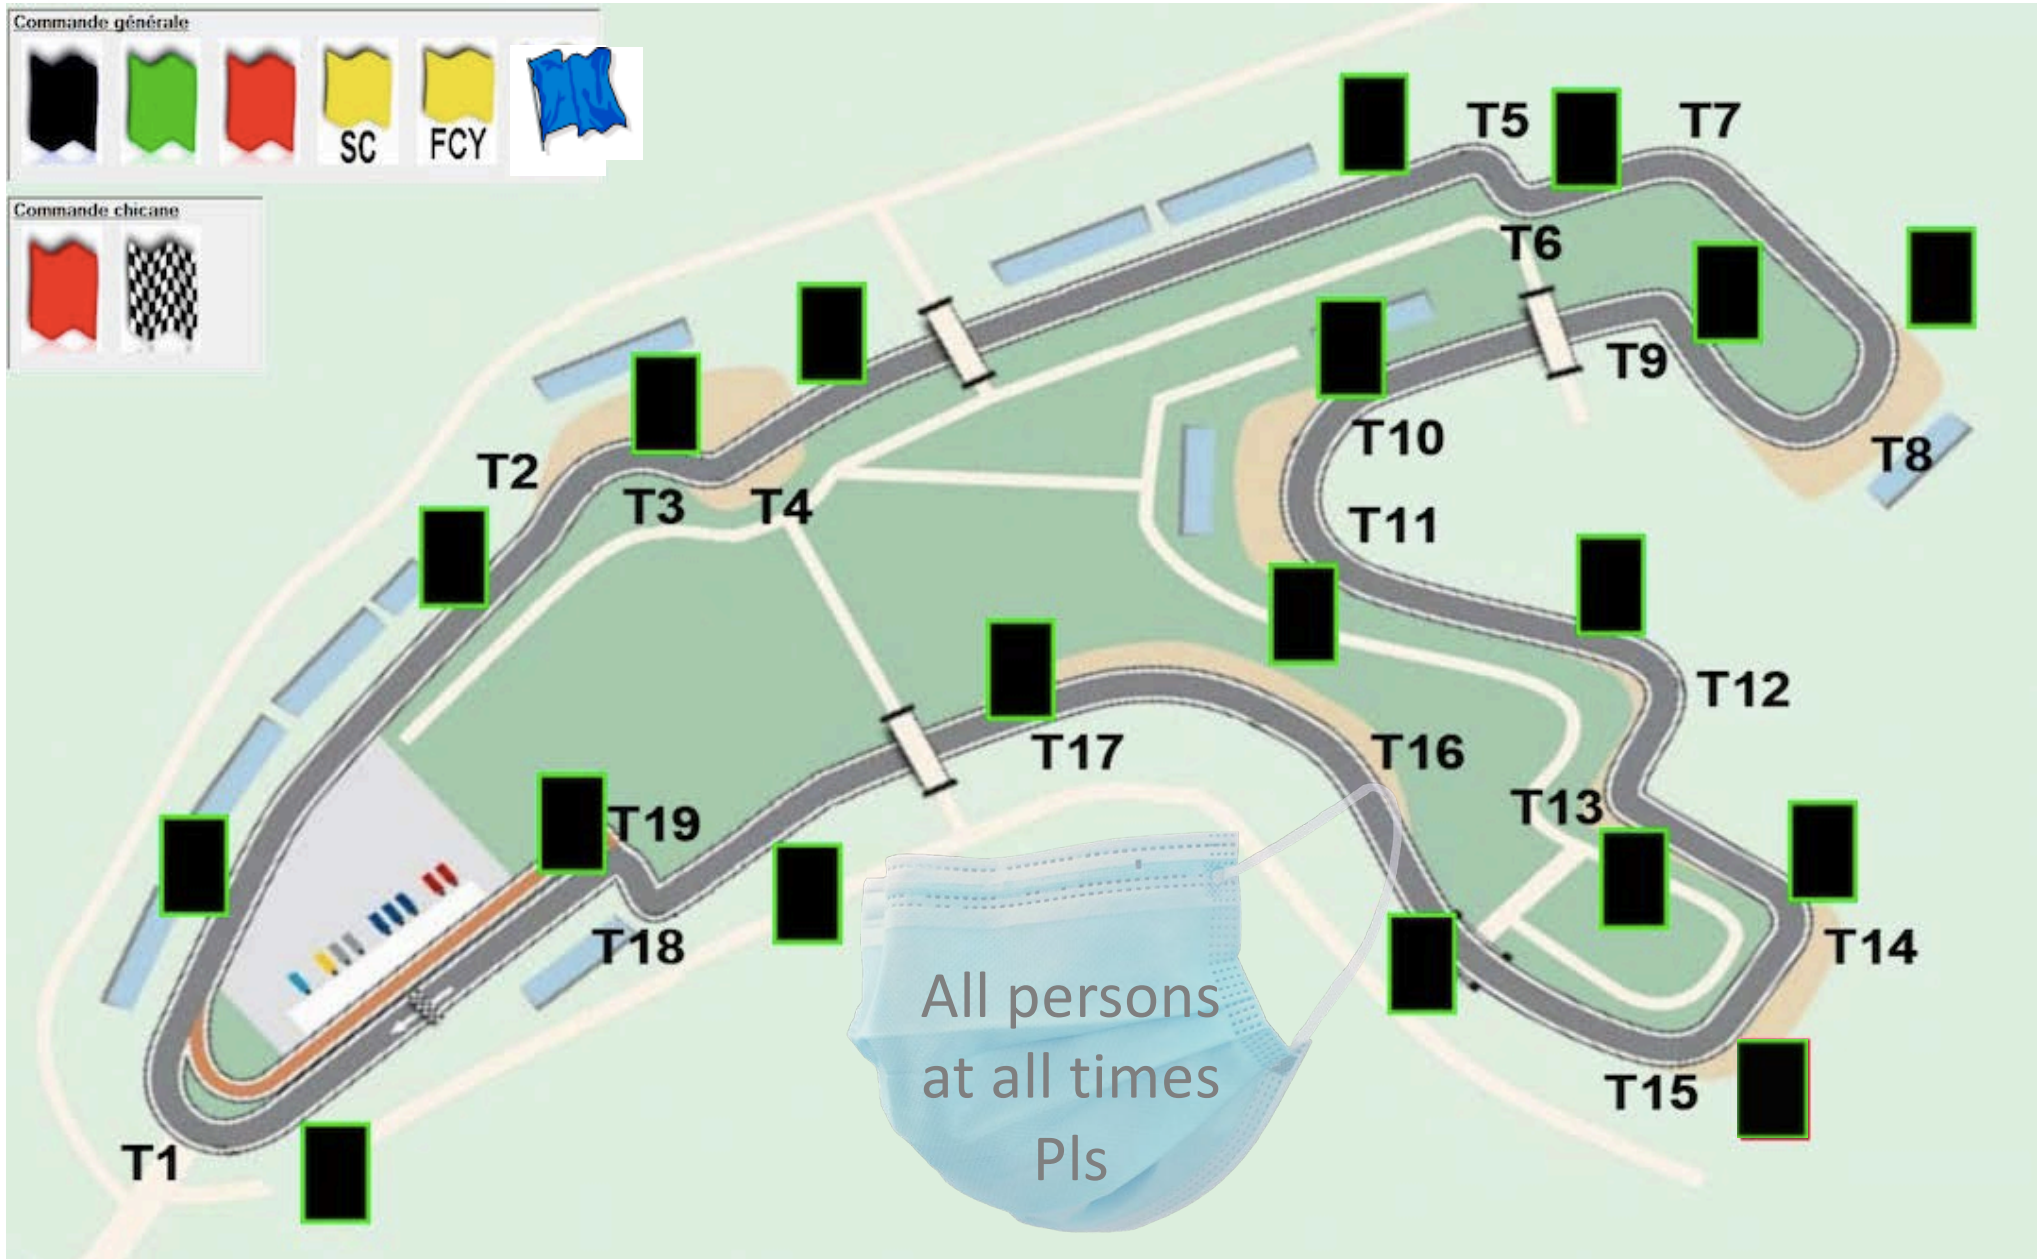 Commande générale
SC
FCY
Commande chicane
T5
T7
T6
T9
T2
T3
T4
T10
T8
T11
T12
T17
T16
T13
T19
T18
T14
All persons
at all times
Pls
T15
T1